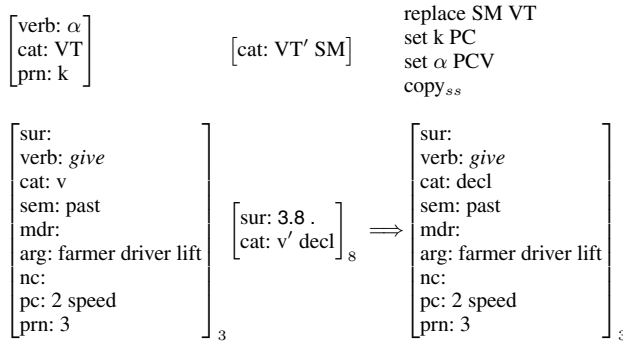 verb: α
cat: VT
prn: k
[cat: VT′ SM]
replace SM VT
set k PC
set α PCV
copy_ss
sur:
verb: give
cat: v
sem: past
mdr:
arg: farmer driver lift
nc:
pc: 2 speed
prn: 3
3
sur: 3.8 .
cat: v′ decl
8
⟹
sur:
verb: give
cat: decl
sem: past
mdr:
arg: farmer driver lift
nc:
pc: 2 speed
prn: 3
3